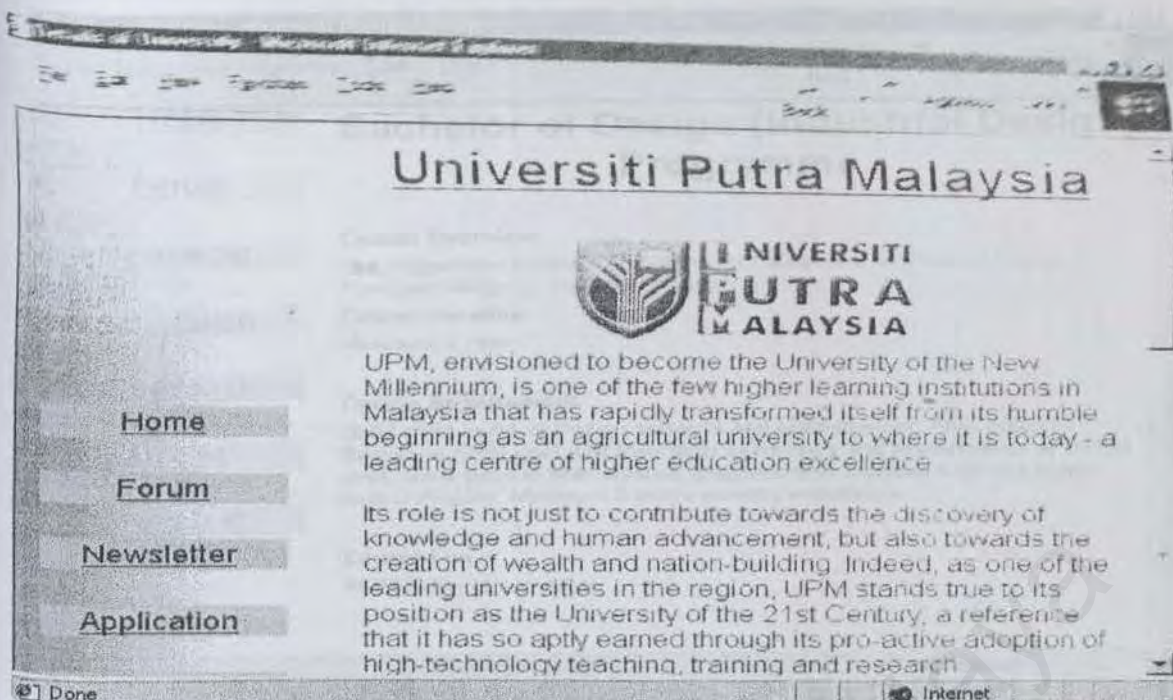 Universiti Putra Malaysia
UNIVERSITI
PUTRA
MALAYSIA
UPM, envisioned to become the University of the New
Millennium, is one of the few higher learning institutions in
Malaysia that has rapidly transformed itself from its humble
beginning as an agricultural university to where it is today - a
leading centre of higher education excellence
Its role is not just to contribute towards the discovery of
knowledge and human advancement, but also towards the
creation of wealth and nation-building Indeed, as one of the
leading universities in the region, UPM stands true to its
position as the University of the 21st Century, a reference
that it has so aptly earned through its pro-active adoption of
high-technology teaching, training and research
Home
Forum
Newsletter
Application
Done
Internet